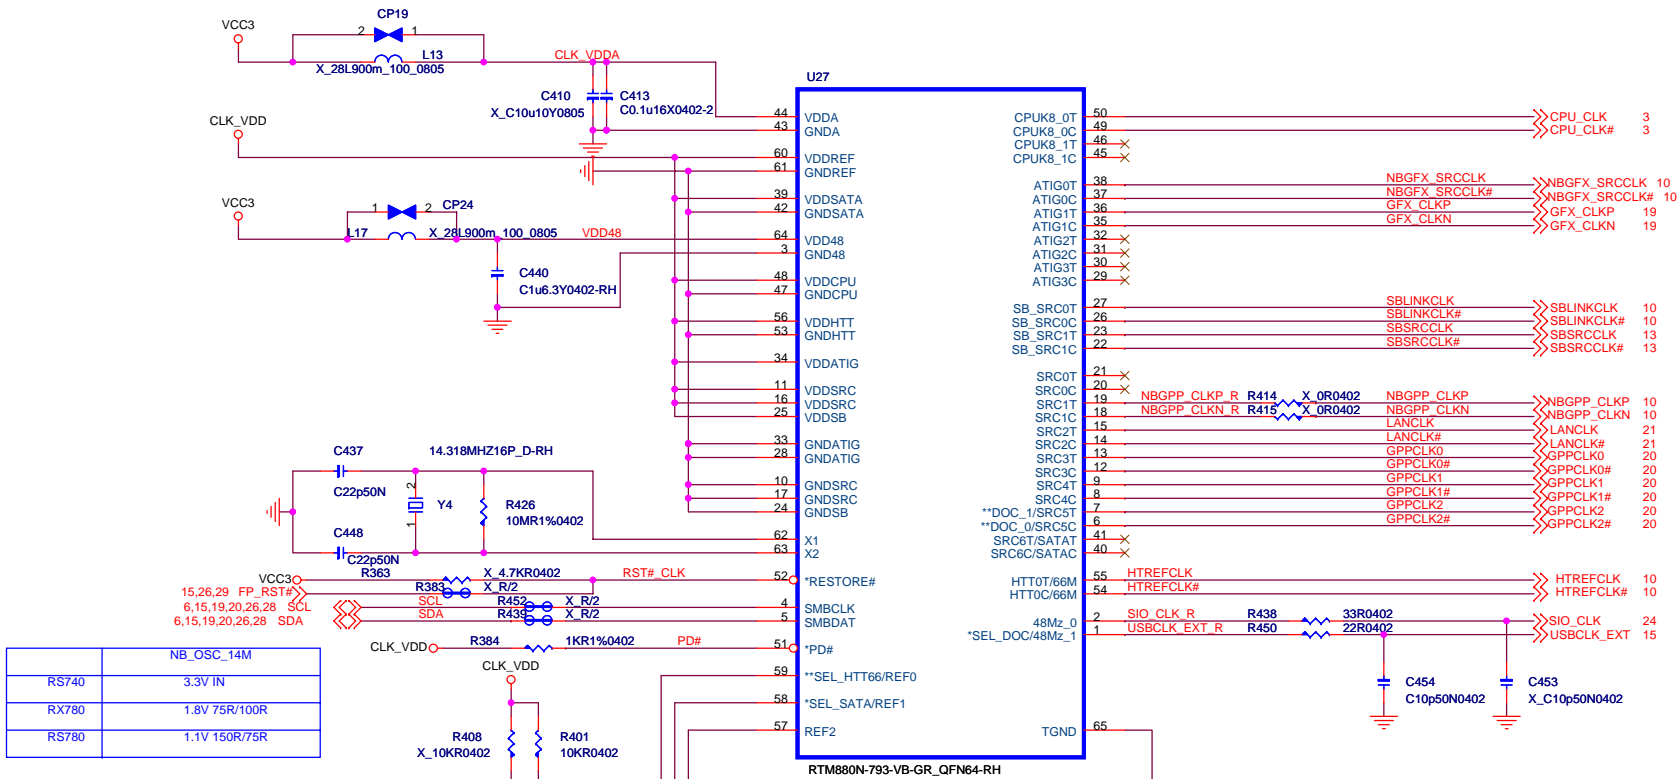 CP19
VCC3
2 1
L13
X_28L900m_100_0805
CLK_VDDA
C410
X_C10u10Y0805
C413
C0.1u16X0402-2
CLK_VDD
VCC3
1 2
CP24
L17
X_28L900m_100_0805
VDD48
C440
C1u6.3Y0402-RH
C437
C22p50N
14.318MHZ16P_D-RH
2
Y4
1
R426
10MR1%0402
C448
C22p50N
VCC3
R363
X_4.7KR0402
RST#_CLK
15,26,29 FP_RST#
R383
X_R/2
6,15,19,20,26,28 SCL
SCL
R452
X_R/2
6,15,19,20,26,28 SDA
SDA
R439
X_R/2
CLK_VDD
R384
1KR1%0402
PD#
CLK_VDD
R408
X_10KR0402
R401
10KR0402
NB_OSC_14M
RS740 3.3V IN
RX780 1.8V 75R/100R
RS780 1.1V 150R/75R
U27
44 VDDA
43 GNDA
60 VDDREF
61 GNDREF
39 VDDSATA
42 GNDSATA
64 VDD48
3 GND48
48 VDDCPU
47 GNDCPU
56 VDDHTT
53 GNDHTT
34 VDDATIG
11 VDDSRC
16 VDDSRC
25 VDDSB
33 GNDATIG
28 GNDATIG
10 GNDSRC
17 GNDSRC
24 GNDSB
62 X1
63 X2
52 *RESTORE#
4 SMBCLK
5 SMBDAT
51 *PD#
59 **SEL_HTT66/REF0
58 *SEL_SATA/REF1
57 REF2
CPUK8_0T 50 CPU_CLK 3
CPUK8_0C 49 CPU_CLK# 3
CPUK8_1T 46
CPUK8_1C 45
ATIG0T 38 NBGFX_SRCCLK NBGFX_SRCCLK 10
ATIG0C 37 NBGFX_SRCCLK# NBGFX_SRCCLK# 10
ATIG1T 36 GFX_CLKP GFX_CLKP 19
ATIG1C 35 GFX_CLKN GFX_CLKN 19
ATIG2T 32
ATIG2C 31
ATIG3T 30
ATIG3C 29
SB_SRC0T 27 SBLINKCLK SBLINKCLK 10
SB_SRC0C 26 SBLINKCLK# SBLINKCLK# 10
SB_SRC1T 23 SBSRCCLK SBSRCCLK 13
SB_SRC1C 22 SBSRCCLK# SBSRCCLK# 13
SRC0T 21
SRC0C 20
SRC1T 19 NBGPP_CLKP_R R414 X_0R0402 NBGPP_CLKP NBGPP_CLKP 10
SRC1C 18 NBGPP_CLKN_R R415 X_0R0402 NBGPP_CLKN NBGPP_CLKN 10
SRC2T 15 LANCLK LANCLK 21
SRC2C 14 LANCLK# LANCLK# 21
SRC3T 13 GPPCLK0 GPPCLK0 20
SRC3C 12 GPPCLK0# GPPCLK0# 20
SRC4T 9 GPPCLK1 GPPCLK1 20
SRC4C 8 GPPCLK1# GPPCLK1# 20
**DOC_1/SRC5T 7 GPPCLK2 GPPCLK2 20
**DOC_0/SRC5C 6 GPPCLK2# GPPCLK2# 20
SRC6T/SATAT 41
SRC6C/SATAC 40
HTT0T/66M 55 HTREFCLK HTREFCLK 10
HTT0C/66M 54 HTREFCLK# HTREFCLK# 10
48Mz_0 2 SIO_CLK_R R438 33R0402 SIO_CLK 24
*SEL_DOC/48Mz_1 1 USBCLK_EXT_R R450 22R0402 USBCLK_EXT 15
C454
C10p50N0402
C453
X_C10p50N0402
TGND 65
RTM880N-793-VB-GR_QFN64-RH